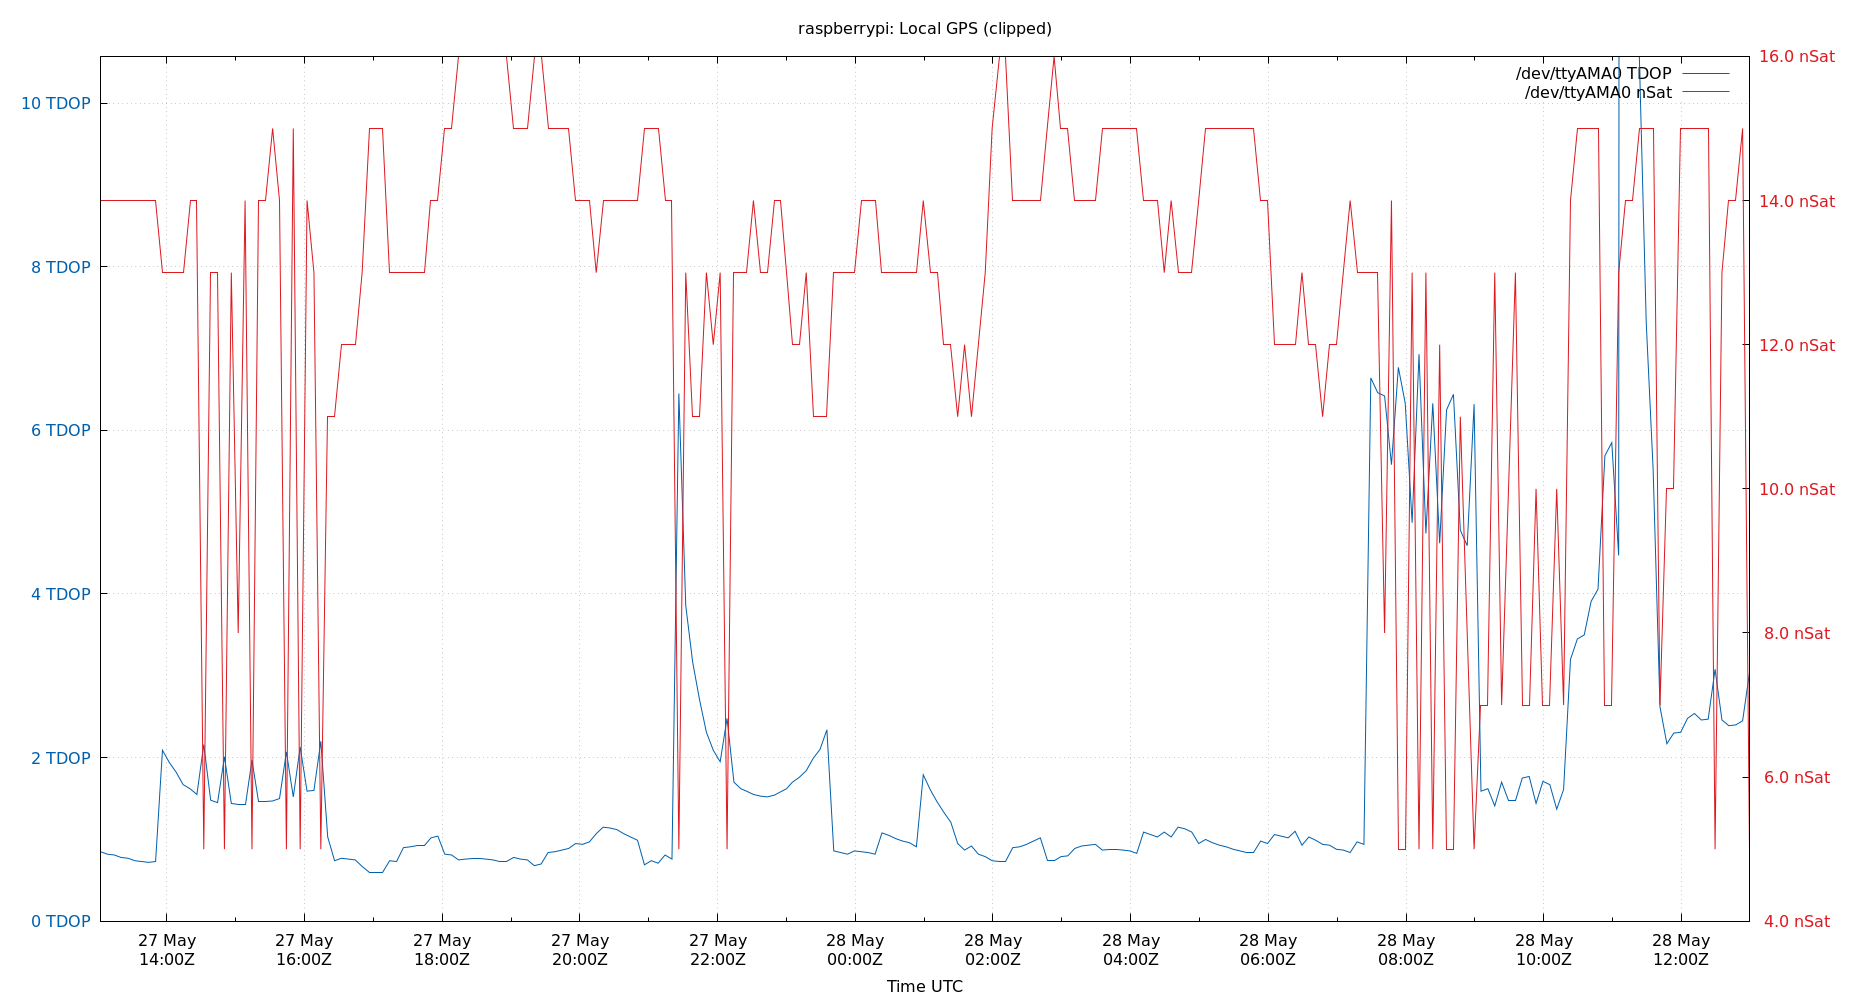 raspberrypi: Local GPS (clipped)
/dev/ttyAMA0 TDOP
/dev/ttyAMA0 nSat
10 TDOP
8 TDOP
6 TDOP
4 TDOP
2 TDOP
0 TDOP
16.0 nSat
14.0 nSat
12.0 nSat
10.0 nSat
8.0 nSat
6.0 nSat
4.0 nSat
27 May 27 May 27 May 27 May 27 May 28 May 28 May 28 May 28 May 28 May 28 May 28 May
14:00Z 16:00Z 18:00Z 20:00Z 22:00Z 00:00Z 02:00Z 04:00Z 06:00Z 08:00Z 10:00Z 12:00Z
Time UTC